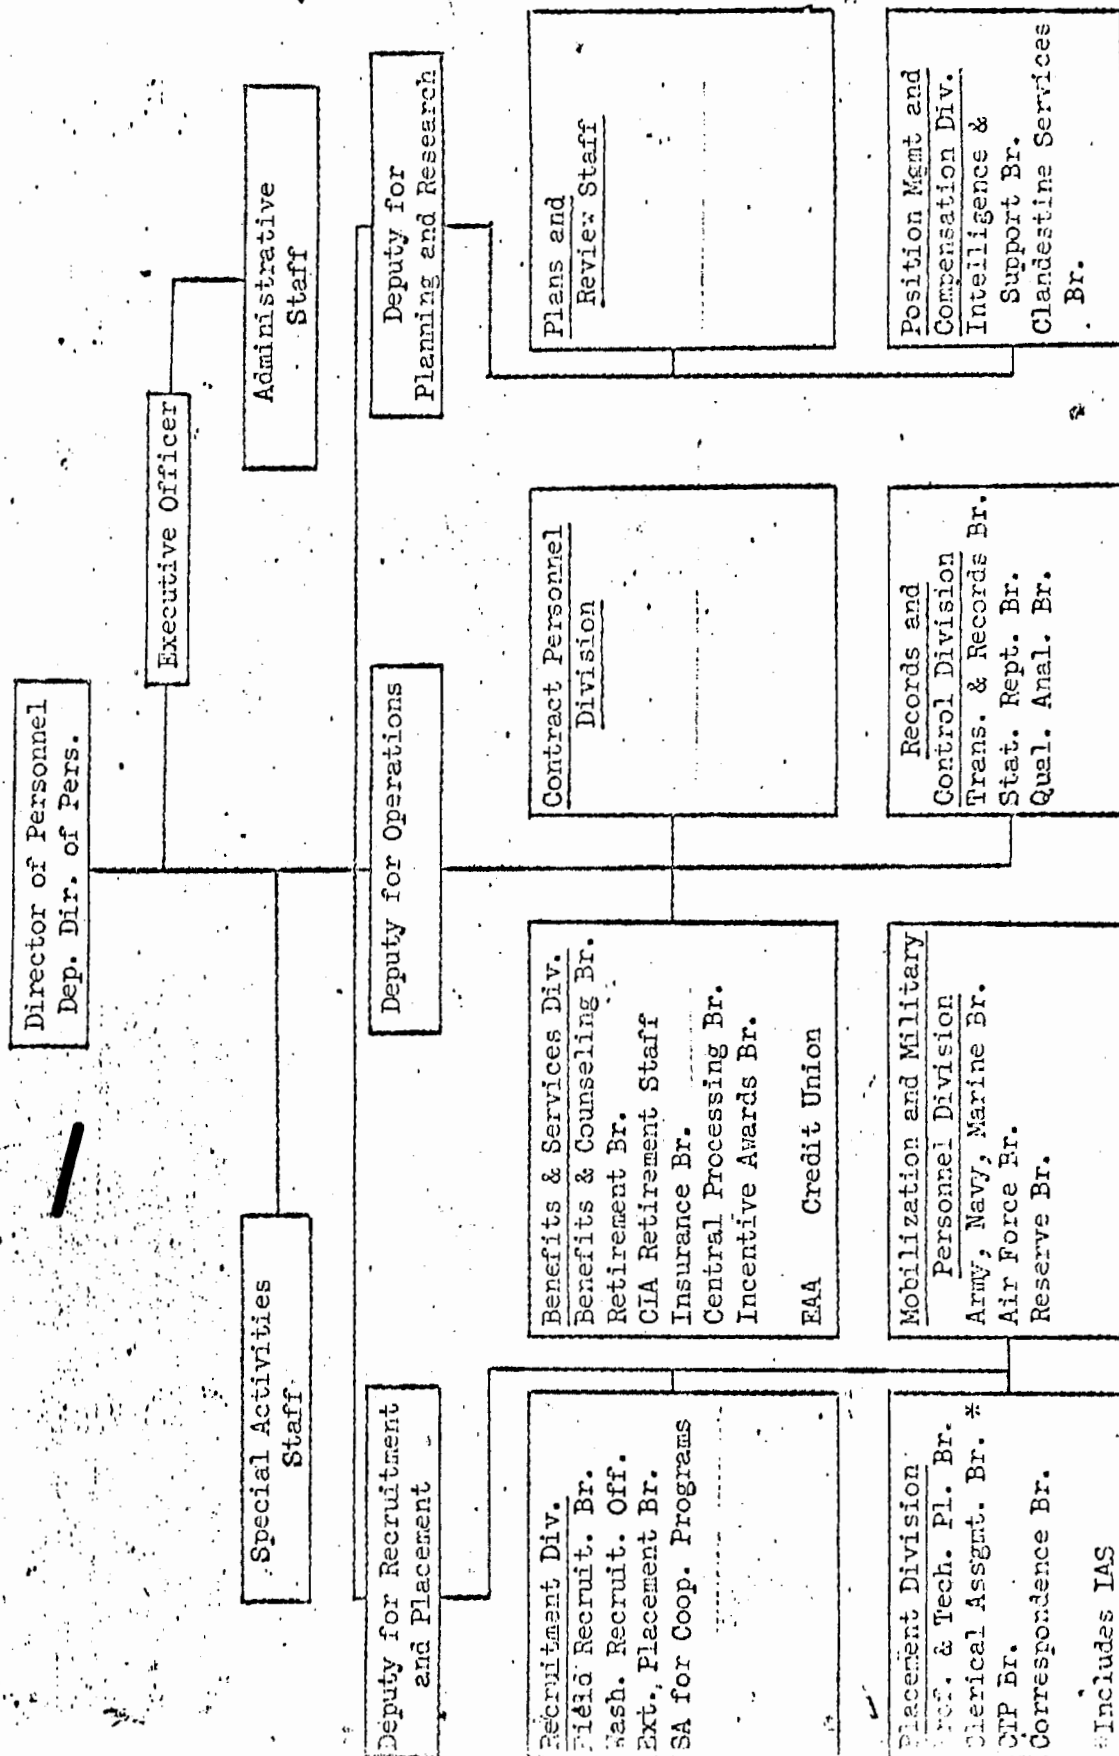 Director of Personnel
Dep. Dir. of Pers.
Executive Officer
Special Activities
Staff
Administrative
Staff
Deputy for Recruitment
and Placement
Deputy for Operations
Deputy for
Planning and Research
Recruitment Div.
Field Recruit. Br.
Wash. Recruit. Off.
Ext. Placement Br.
SA for Coop. Programs
Benefits & Services Div.
Benefits & Counseling Br.
Retirement Br.
CIA Retirement Staff
Insurance Br.
Central Processing Br.
Incentive Awards Br.
EAA Credit Union
Contract Personnel
Division
Plans and
Review Staff
Placement Division
Prof. & Tech. Pl. Br.
Clerical Assgmt. Br. *
CTP Br.
Correspondence Br.
*Includes IAS
Mobilization and Military
Personnel Division
Army, Navy, Marine Br.
Air Force Br.
Reserve Br.
Records and
Control Division
Trans. & Records Br.
Stat. Rept. Br.
Qual. Anal. Br.
Position Mgmt and
Compensation Div.
Intelligence &
Support Br.
Clandestine Services
Br.